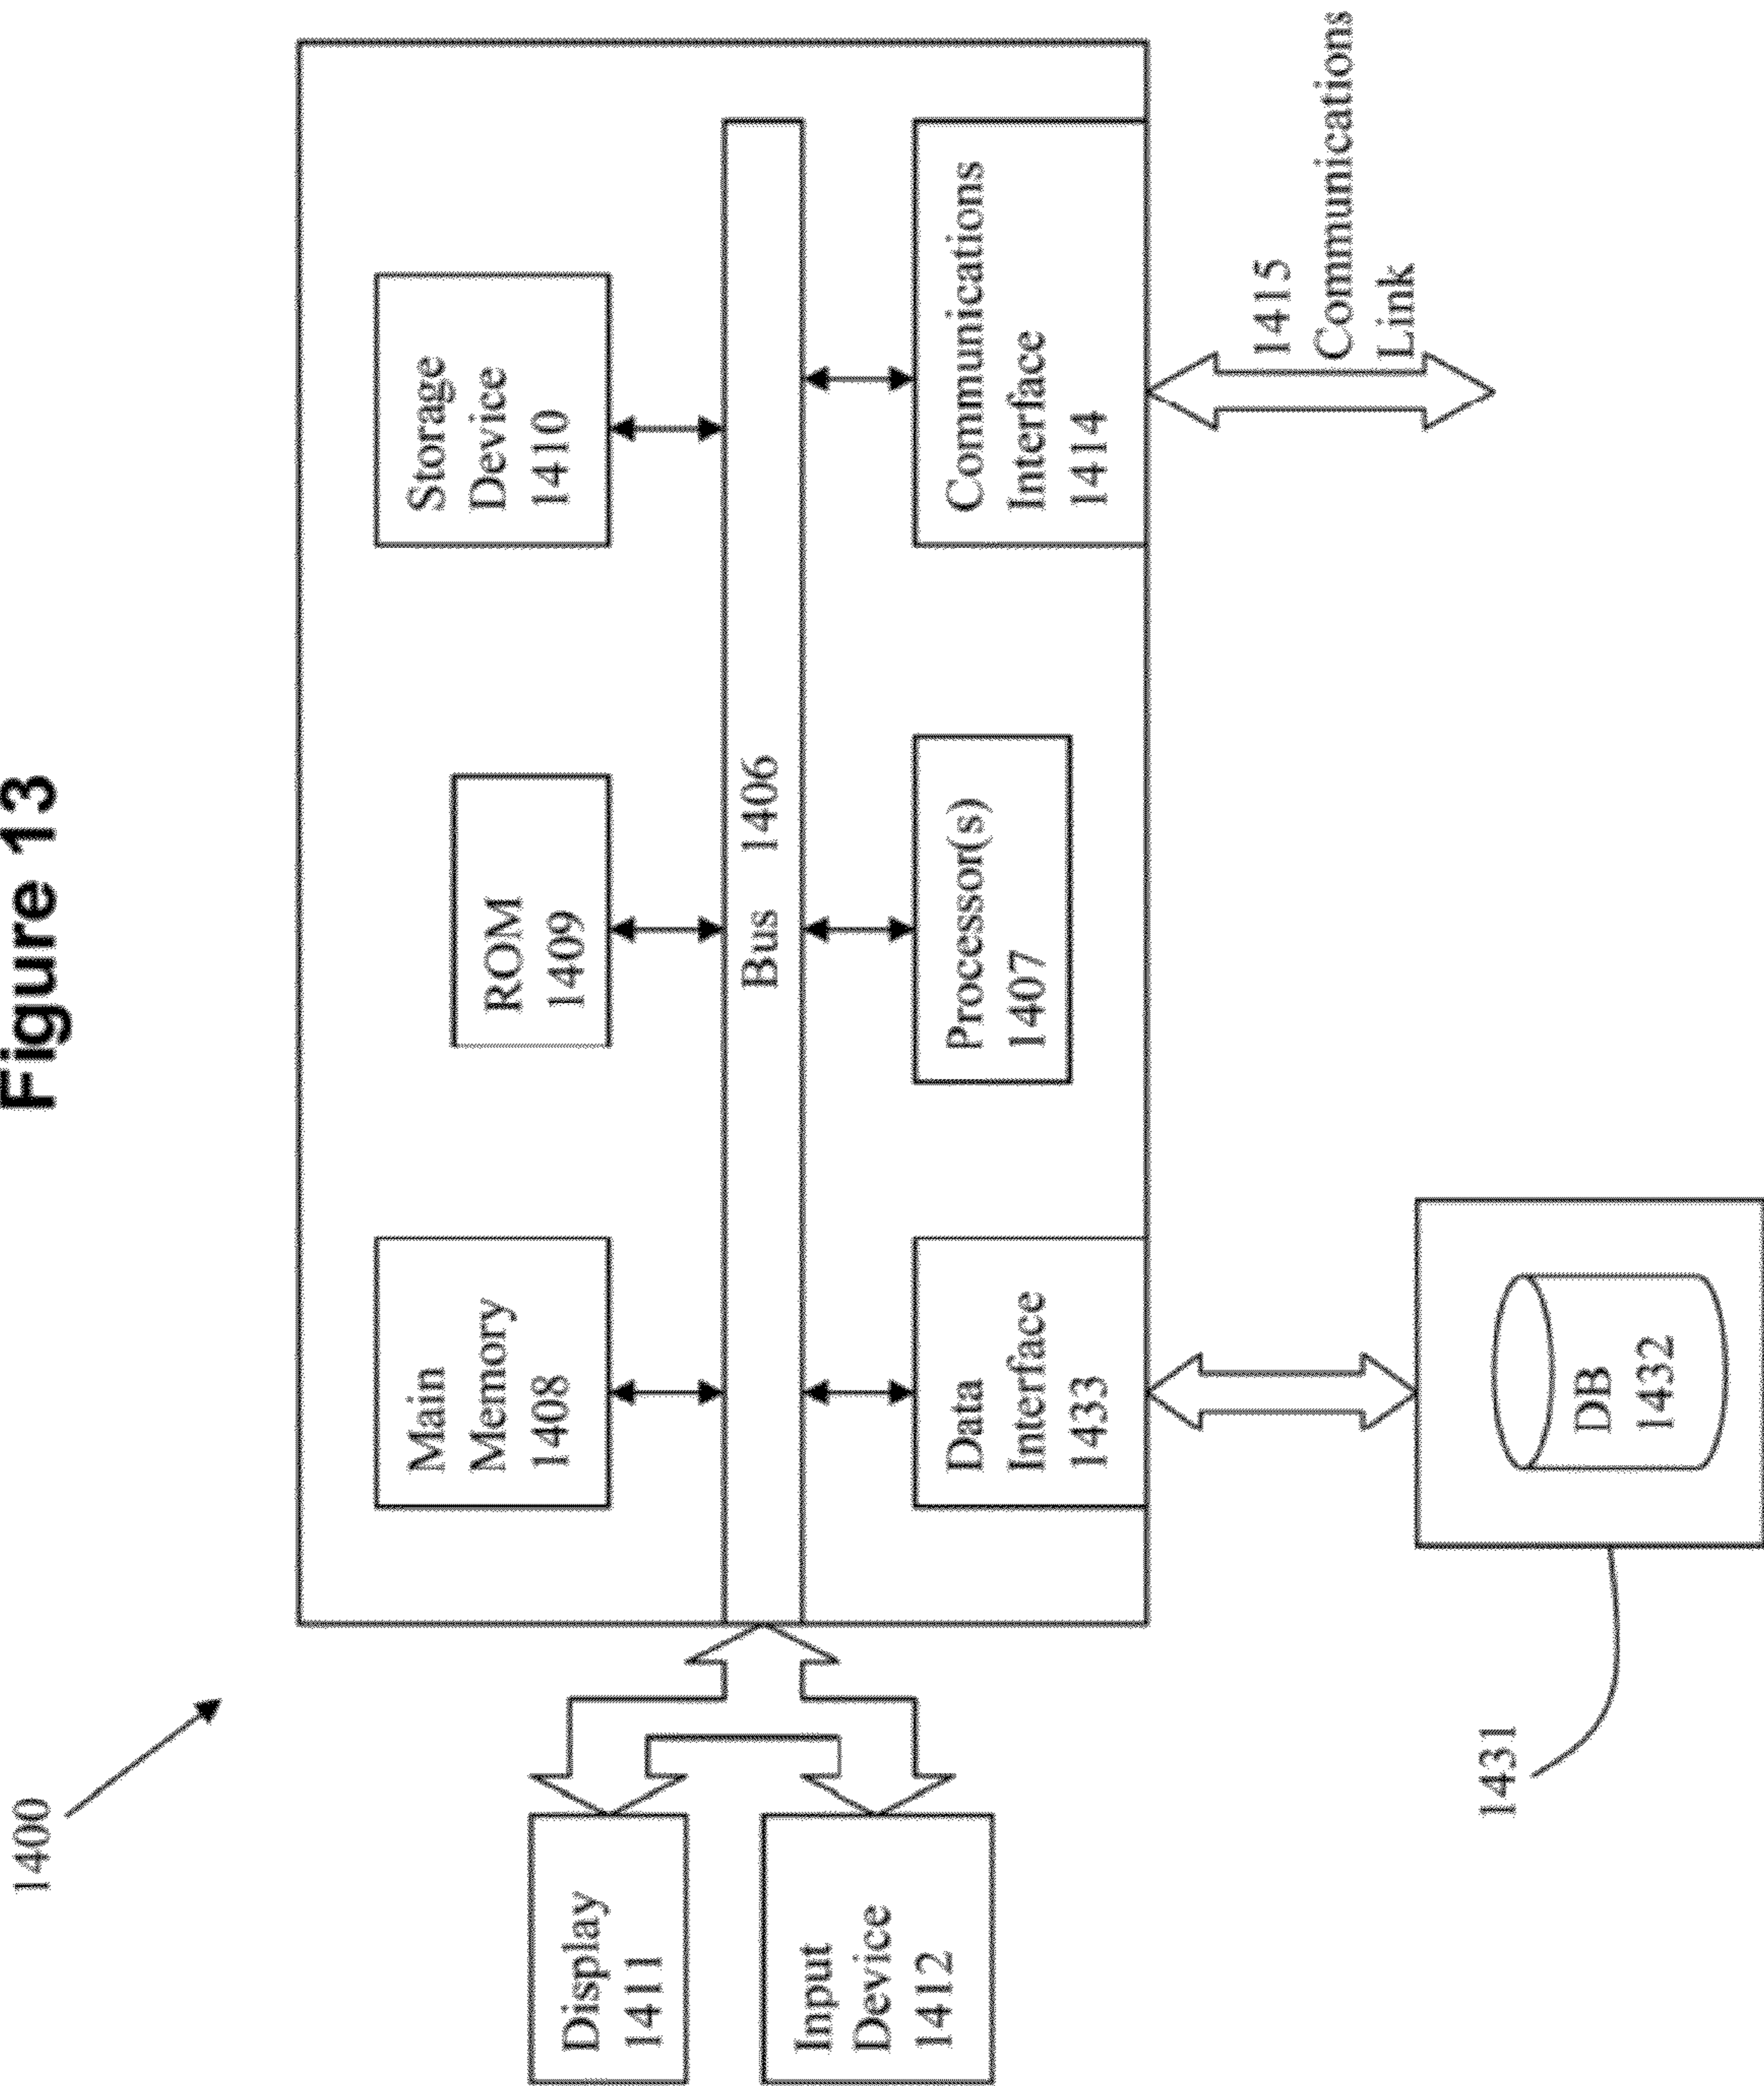 Figure 13
1400
Main
Memory
1408
ROM
1409
Storage
Device
1410
Display
1411
Bus 1406
Input
Device
1412
Data
Interface
1433
Processor(s)
1407
Communications
Interface
1414
1415
Communications
Link
1431
DB
1432